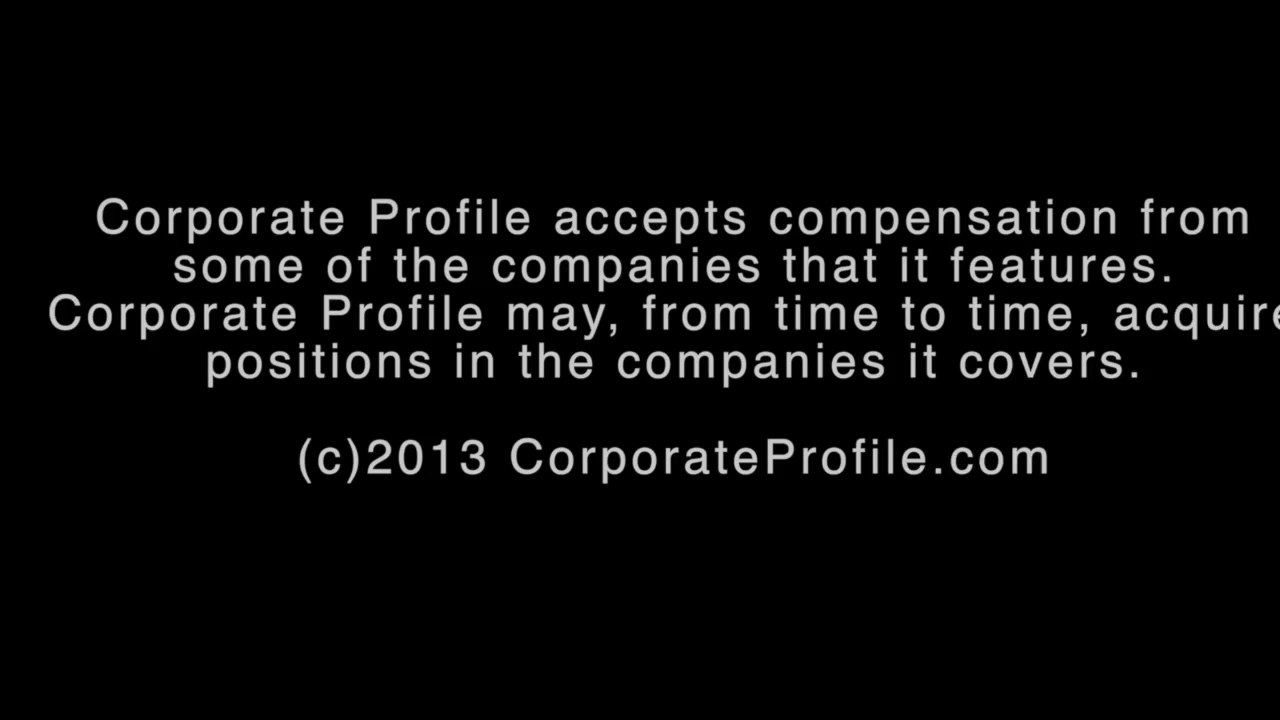 Corporate Profile accepts compensation from
some of the companies that it features.
Corporate Profile may, from time to time, acquire
positions in the companies it covers.
(c)2013 CorporateProfile.com